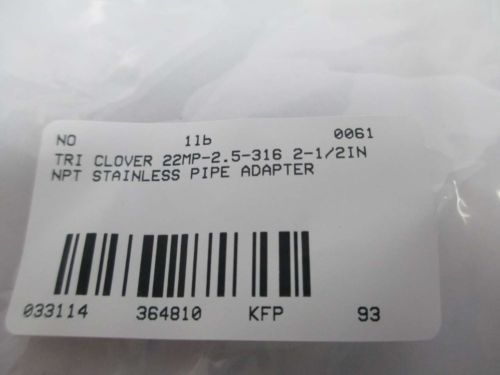 NO 1lb 0061
TRI CLOVER 22MP-2.5-316 2-1/2IN
NPT STAINLESS PIPE ADAPTER
033114 364810 KFP 93